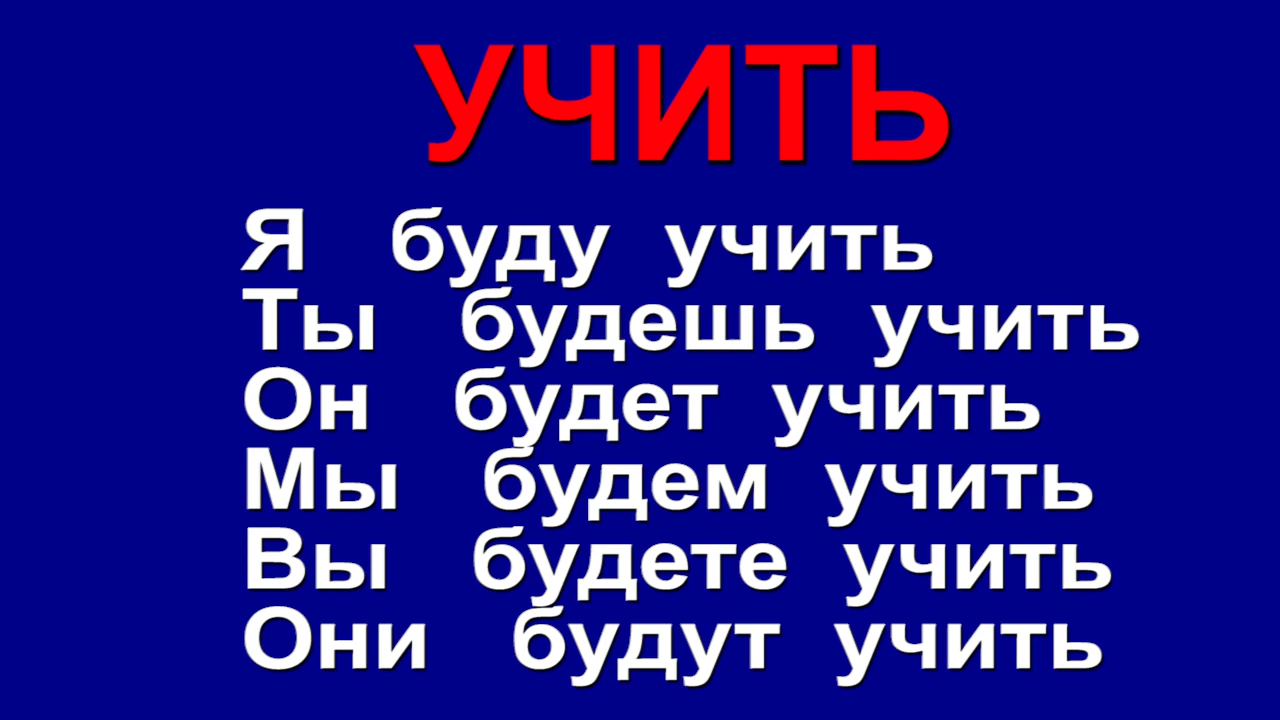 УЧИТЬ
Я буду учить
Ты будешь учить
Он будет учить
Мы будем учить
Вы будете учить
Они будут учить